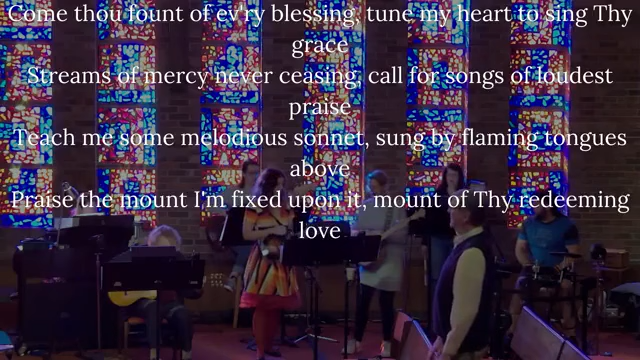 Come thou fount of ev'ry blessing, tune my heart to sing Thy
grace
Streams of mercy never ceasing, call for songs of loudest
praise
Teach me some melodious sonnet, sung by flaming tongues
above
Praise the mount I'm fixed upon it, mount of Thy redeeming
love